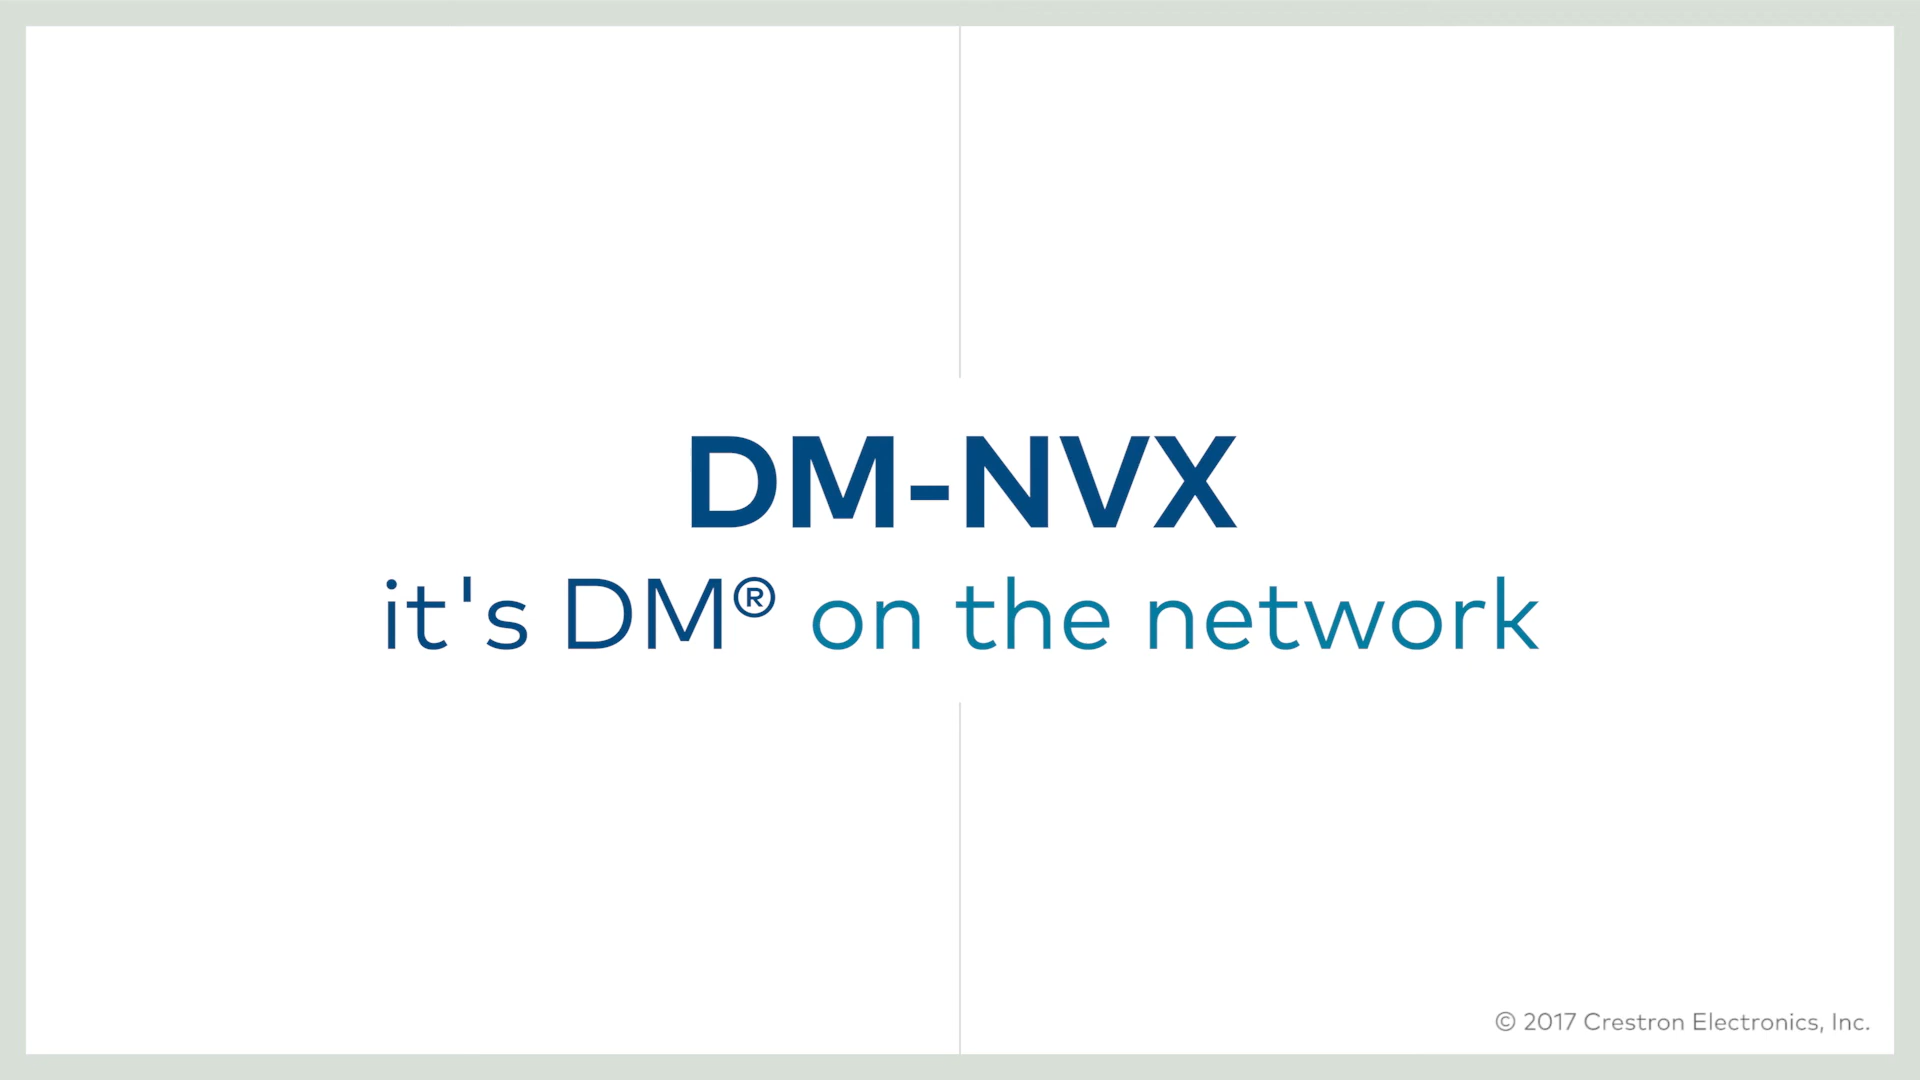 DM-NVX
it's DM® on the network
© 2017 Crestron Electronics, Inc.